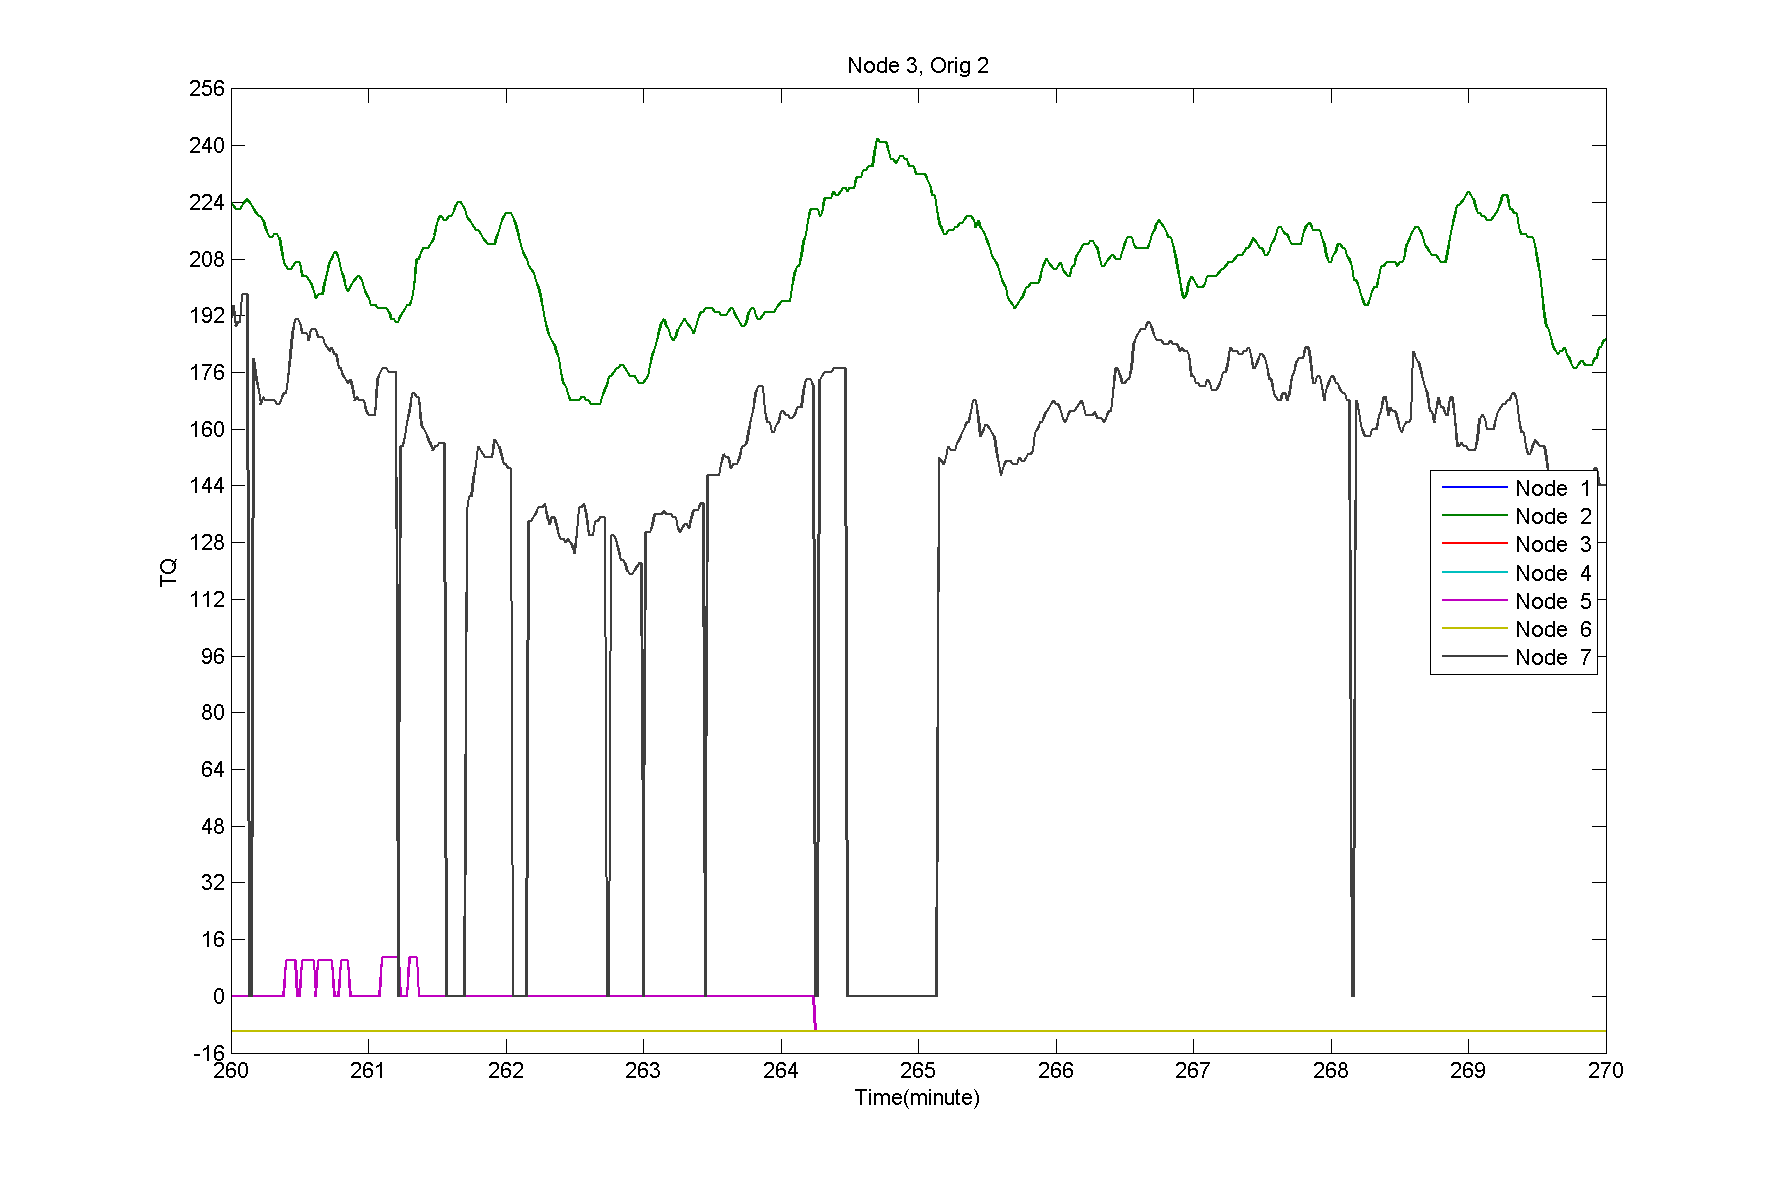 Node 3, Orig 2
256
240
224
208
192
176
160
144
128
112
96
80
64
48
32
16
0
-16
TQ
Node 1
Node 2
Node 3
Node 4
Node 5
Node 6
Node 7
260 261 262 263 264 265 266 267 268 269 270
Time(minute)